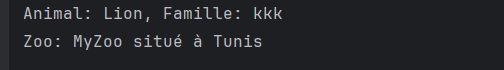 Animal: Lion, Famille: kkk
Zoo: MyZoo situé à Tunis